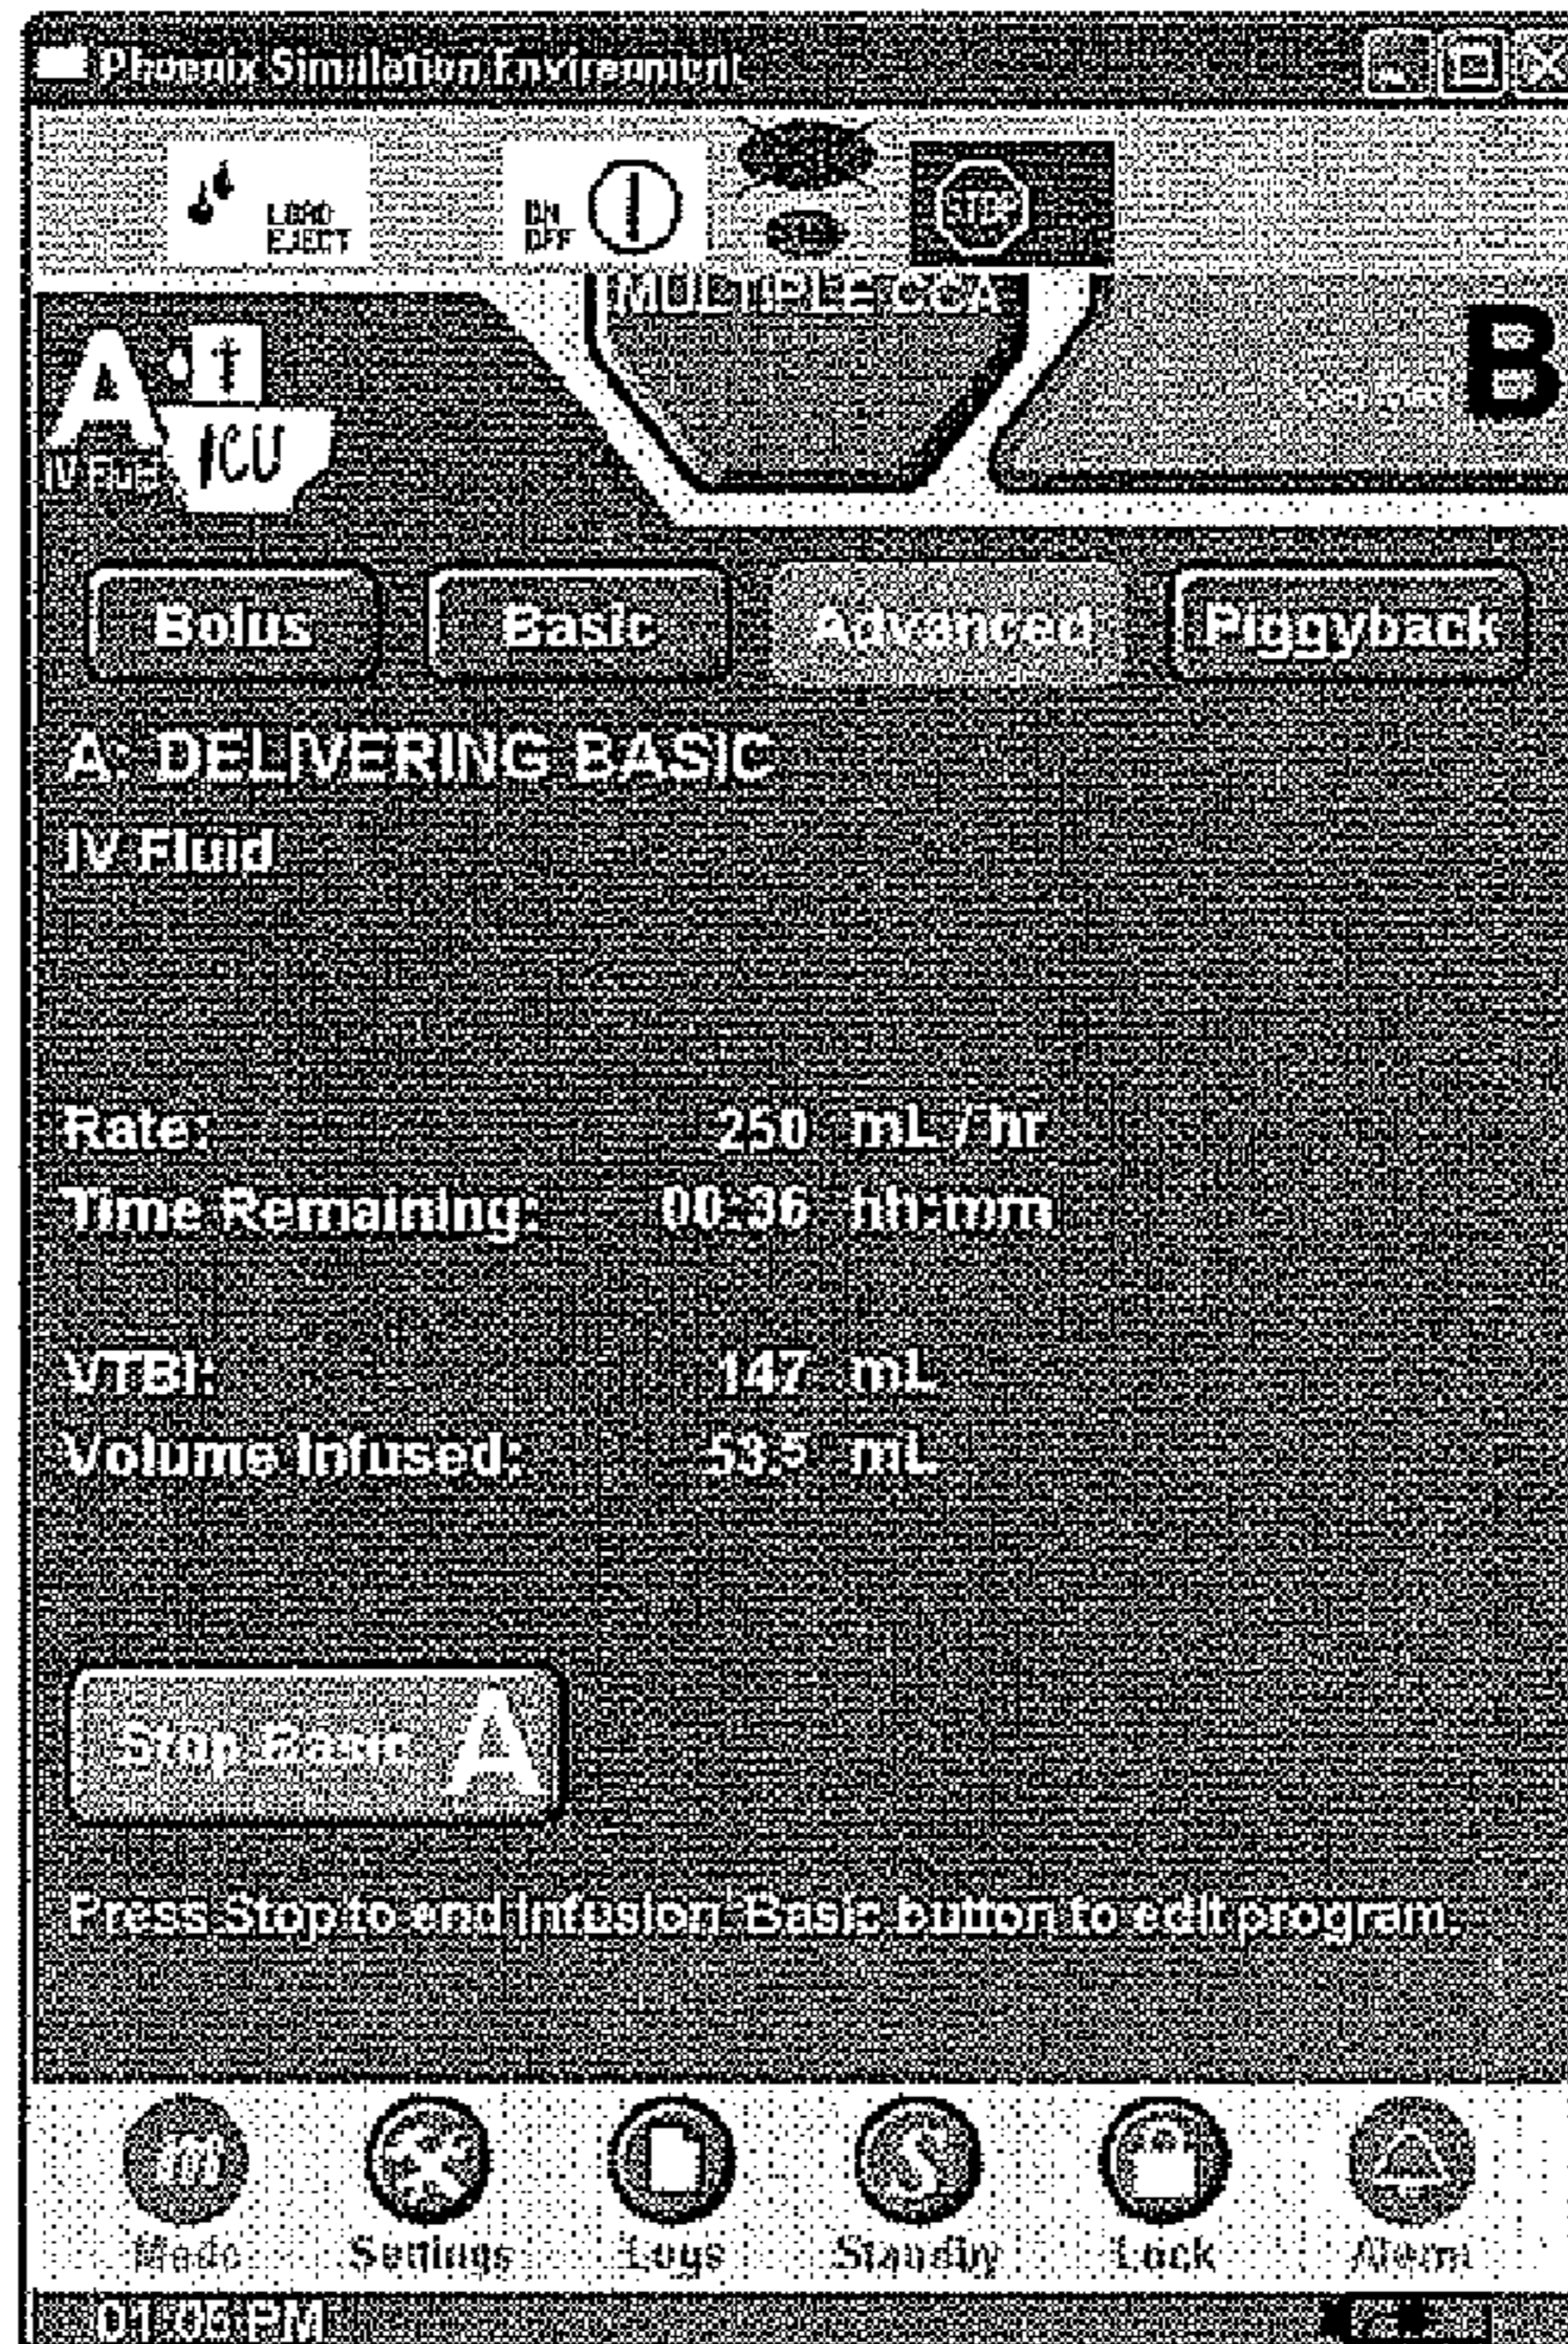 Phoenix Simulation Environment
LOAD
EJECT
ON
OFF
STOP
MULTIPLE CCA
A
ICU
B
Bolus Basic Advanced Piggyback
A: DELIVERING BASIC
IV Fluid
Rate: 250 mL / hr
Time Remaining: 00:36 hh:mm
VTBI: 147 mL
Volume Infused: 53.5 mL
Stop Basic A
Press Stop to end Infusion 'Basic button to edit program.
Mode Settings Logs Standby Lock Alarm
01:05 PM